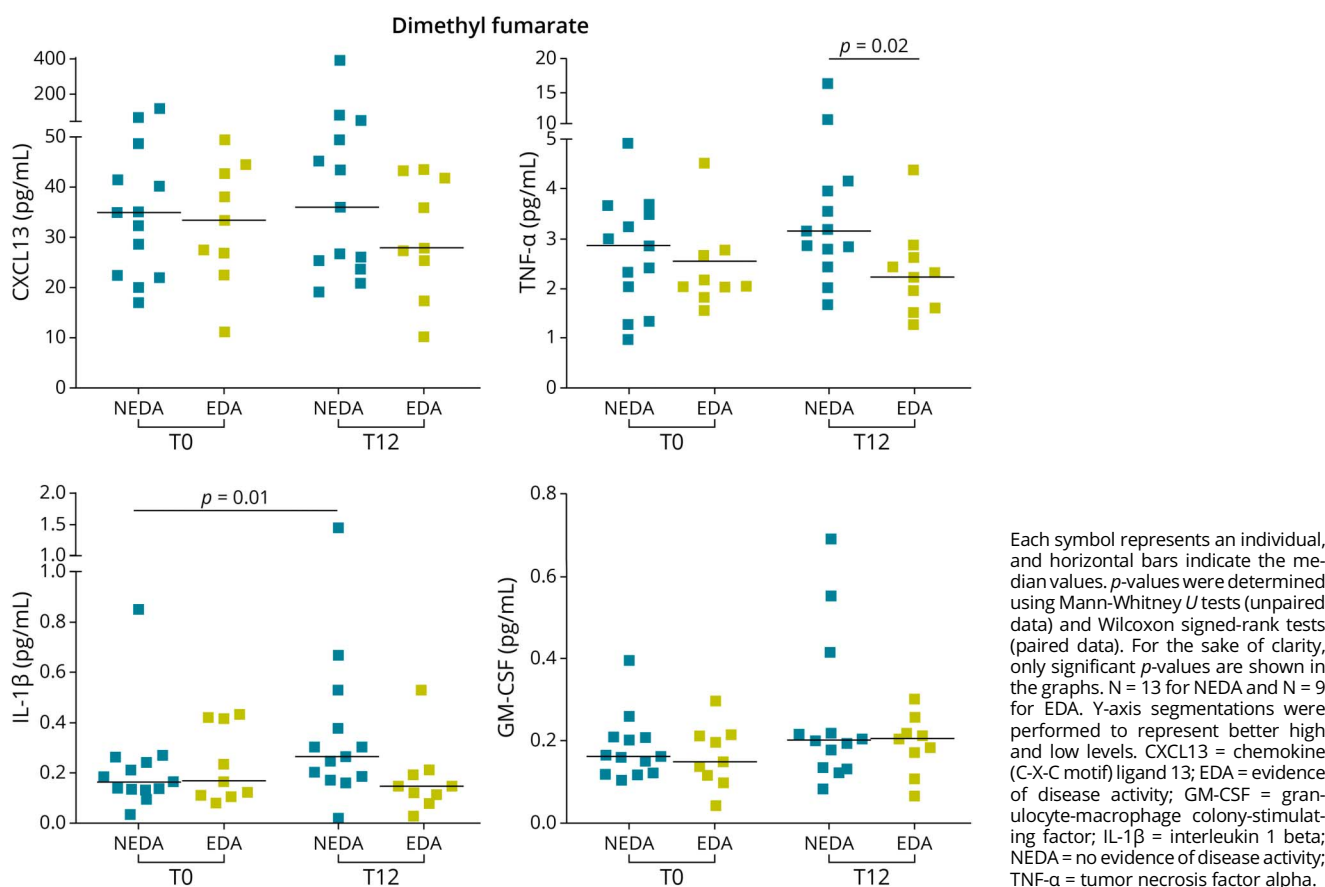 Dimethyl fumarate
CXCL13 (pg/mL)
400
200
50
40
30
20
10
0
NEDA EDA NEDA EDA
T0 T12
TNF-α (pg/mL)
p = 0.02
20
15
10
5
4
3
2
1
0
NEDA EDA NEDA EDA
T0 T12
IL-1β (pg/mL)
p = 0.01
2.0
1.5
1.0
1.0
0.8
0.6
0.4
0.2
0.0
NEDA EDA NEDA EDA
T0 T12
GM-CSF (pg/mL)
0.8
0.6
0.4
0.2
0.0
NEDA EDA NEDA EDA
T0 T12
Each symbol represents an individual,
and horizontal bars indicate the me-
dian values. p-values were determined
using Mann-Whitney U tests (unpaired
data) and Wilcoxon signed-rank tests
(paired data). For the sake of clarity,
only significant p-values are shown in
the graphs. N = 13 for NEDA and N = 9
for EDA. Y-axis segmentations were
performed to represent better high
and low levels. CXCL13 = chemokine
(C-X-C motif) ligand 13; EDA = evidence
of disease activity; GM-CSF = gran-
ulocyte-macrophage colony-stimulat-
ing factor; IL-1β = interleukin 1 beta;
NEDA = no evidence of disease activity;
TNF-α = tumor necrosis factor alpha.